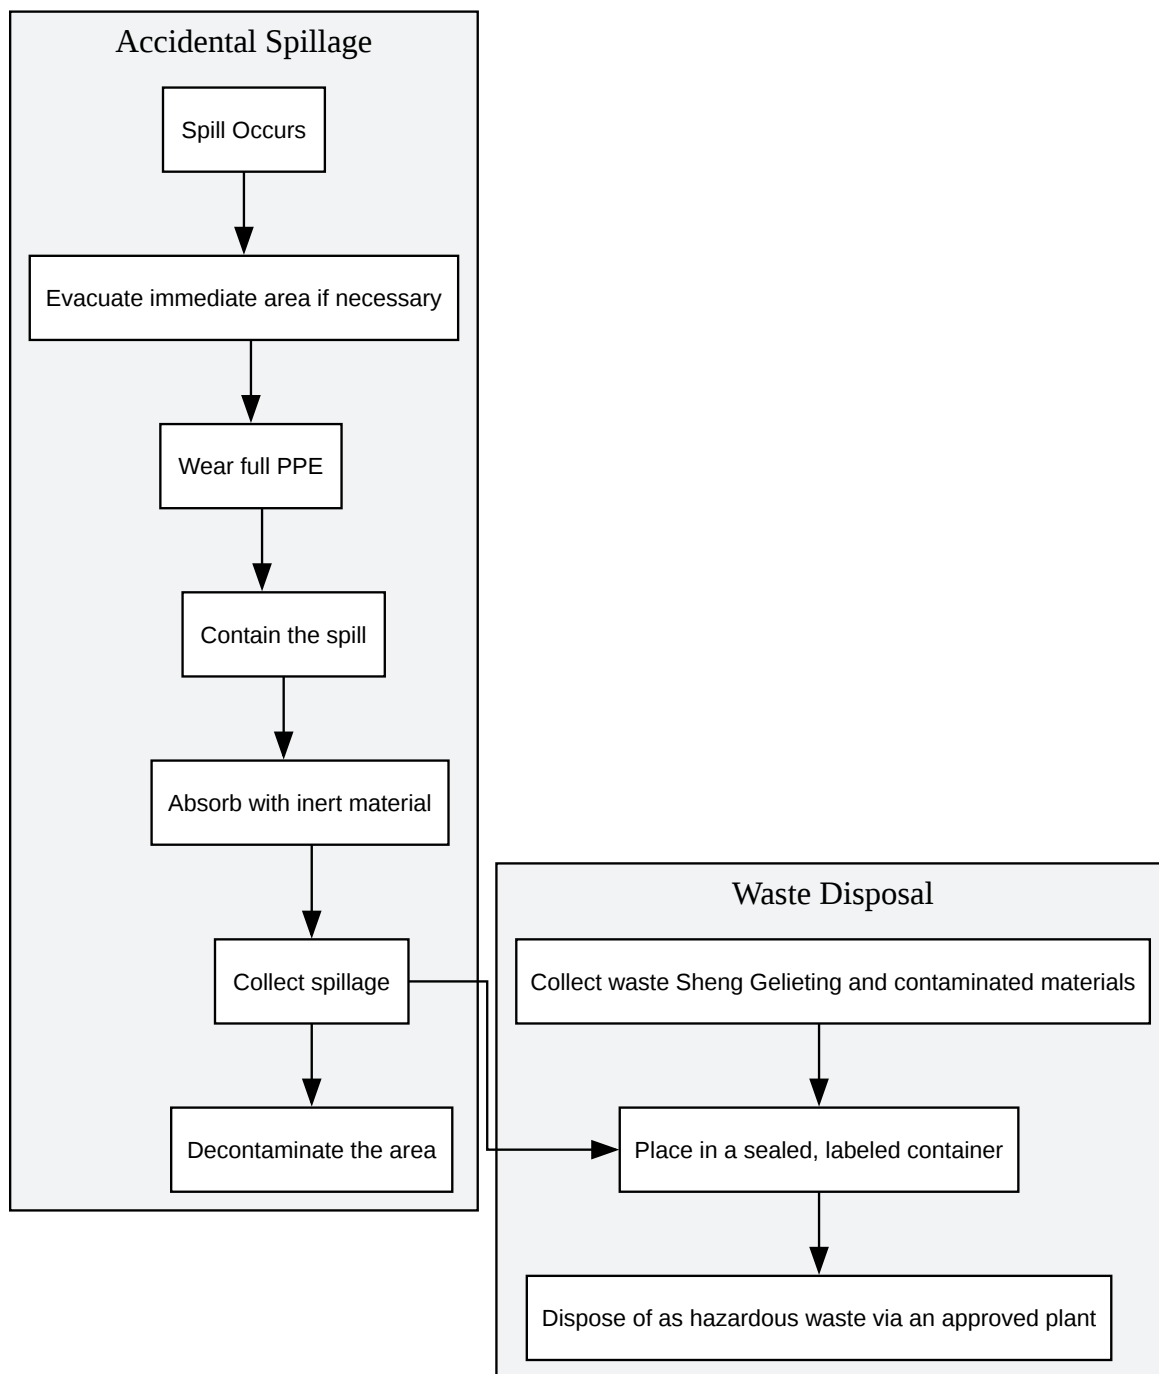 Accidental Spillage
Spill Occurs
Evacuate immediate area if necessary
Wear full PPE
Contain the spill
Absorb with inert material
Collect spillage
Decontaminate the area
Waste Disposal
Collect waste Sheng Gelieting and contaminated materials
Place in a sealed, labeled container
Dispose of as hazardous waste via an approved plant